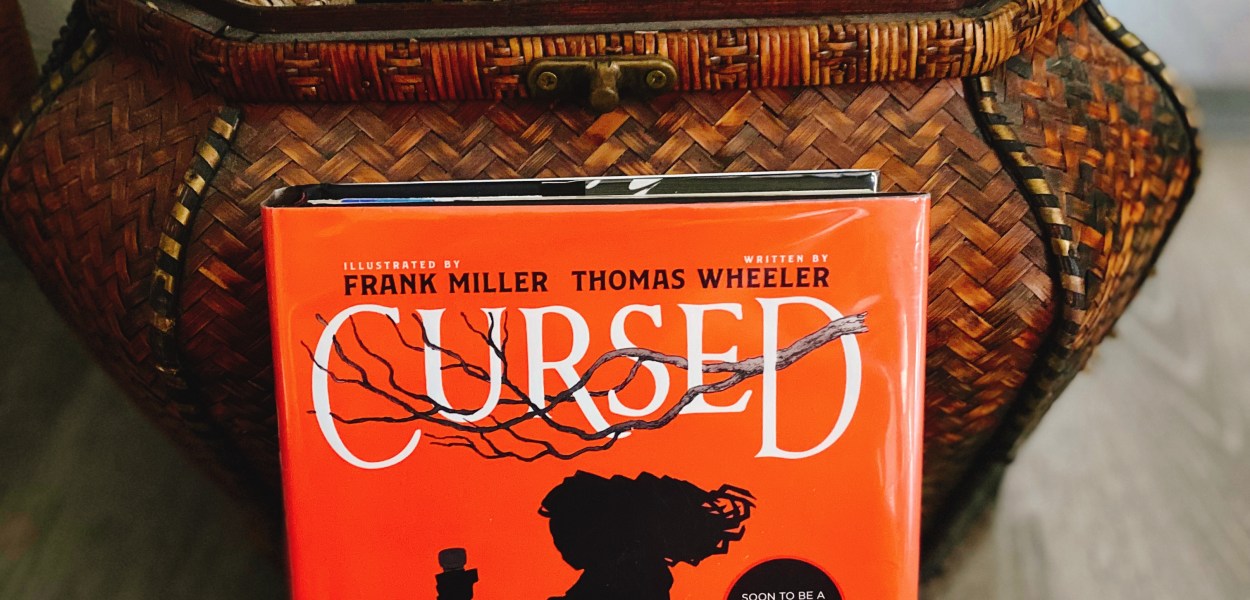 ILLUSTRATED BY
FRANK MILLER
WRITTEN BY
THOMAS WHEELER
CURSED
SOON TO BE A